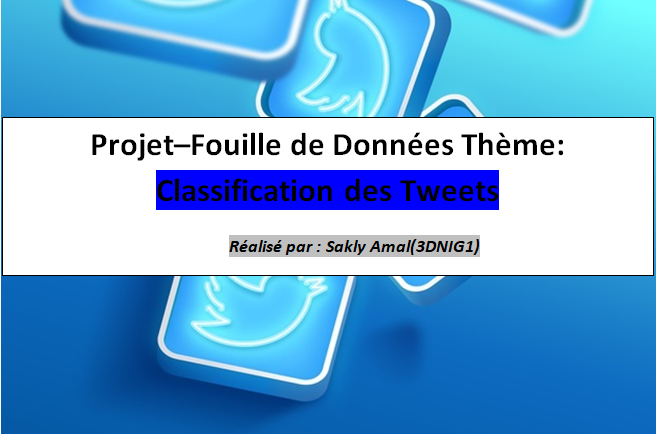 Projet–Fouille de Données Thème:
Classification des Tweets
Réalisé par : Sakly Amal(3DNIG1)